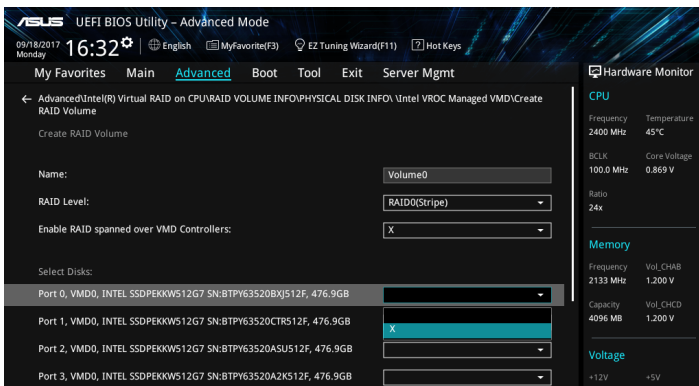 ASUS UEFI BIOS Utility – Advanced Mode
09/18/2017
Monday
16:32
English MyFavorite(F3) EZ Tuning Wizard(F11) ? Hot Keys
My Favorites Main Advanced Boot Tool Exit Server Mgmt
Hardware Monitor
← Advanced\Intel(R) Virtual RAID on CPU\RAID VOLUME INFO\PHYSICAL DISK INFO\ \Intel VROC Managed VMD\Create
RAID Volume
Create RAID Volume
Name: Volume0
RAID Level: RAID0(Stripe)
Enable RAID spanned over VMD Controllers: X
Select Disks:
Port 0, VMD0, INTEL SSDPEKKW512G7 SN:BTPY63520BXJ512F, 476.9GB
X
Port 1, VMD0, INTEL SSDPEKKW512G7 SN:BTPY63520CTR512F, 476.9GB
Port 2, VMD0, INTEL SSDPEKKW512G7 SN:BTPY63520ASU512F, 476.9GB
Port 3, VMD0, INTEL SSDPEKKW512G7 SN:BTPY63520A2K512F, 476.9GB
CPU
Frequency Temperature
2400 MHz 45°C
BCLK Core Voltage
100.0 MHz 0.869 V
Ratio
24x
Memory
Frequency Vol_CHAB
2133 MHz 1.200 V
Capacity Vol_CHCD
4096 MB 1.200 V
Voltage
+12V +5V